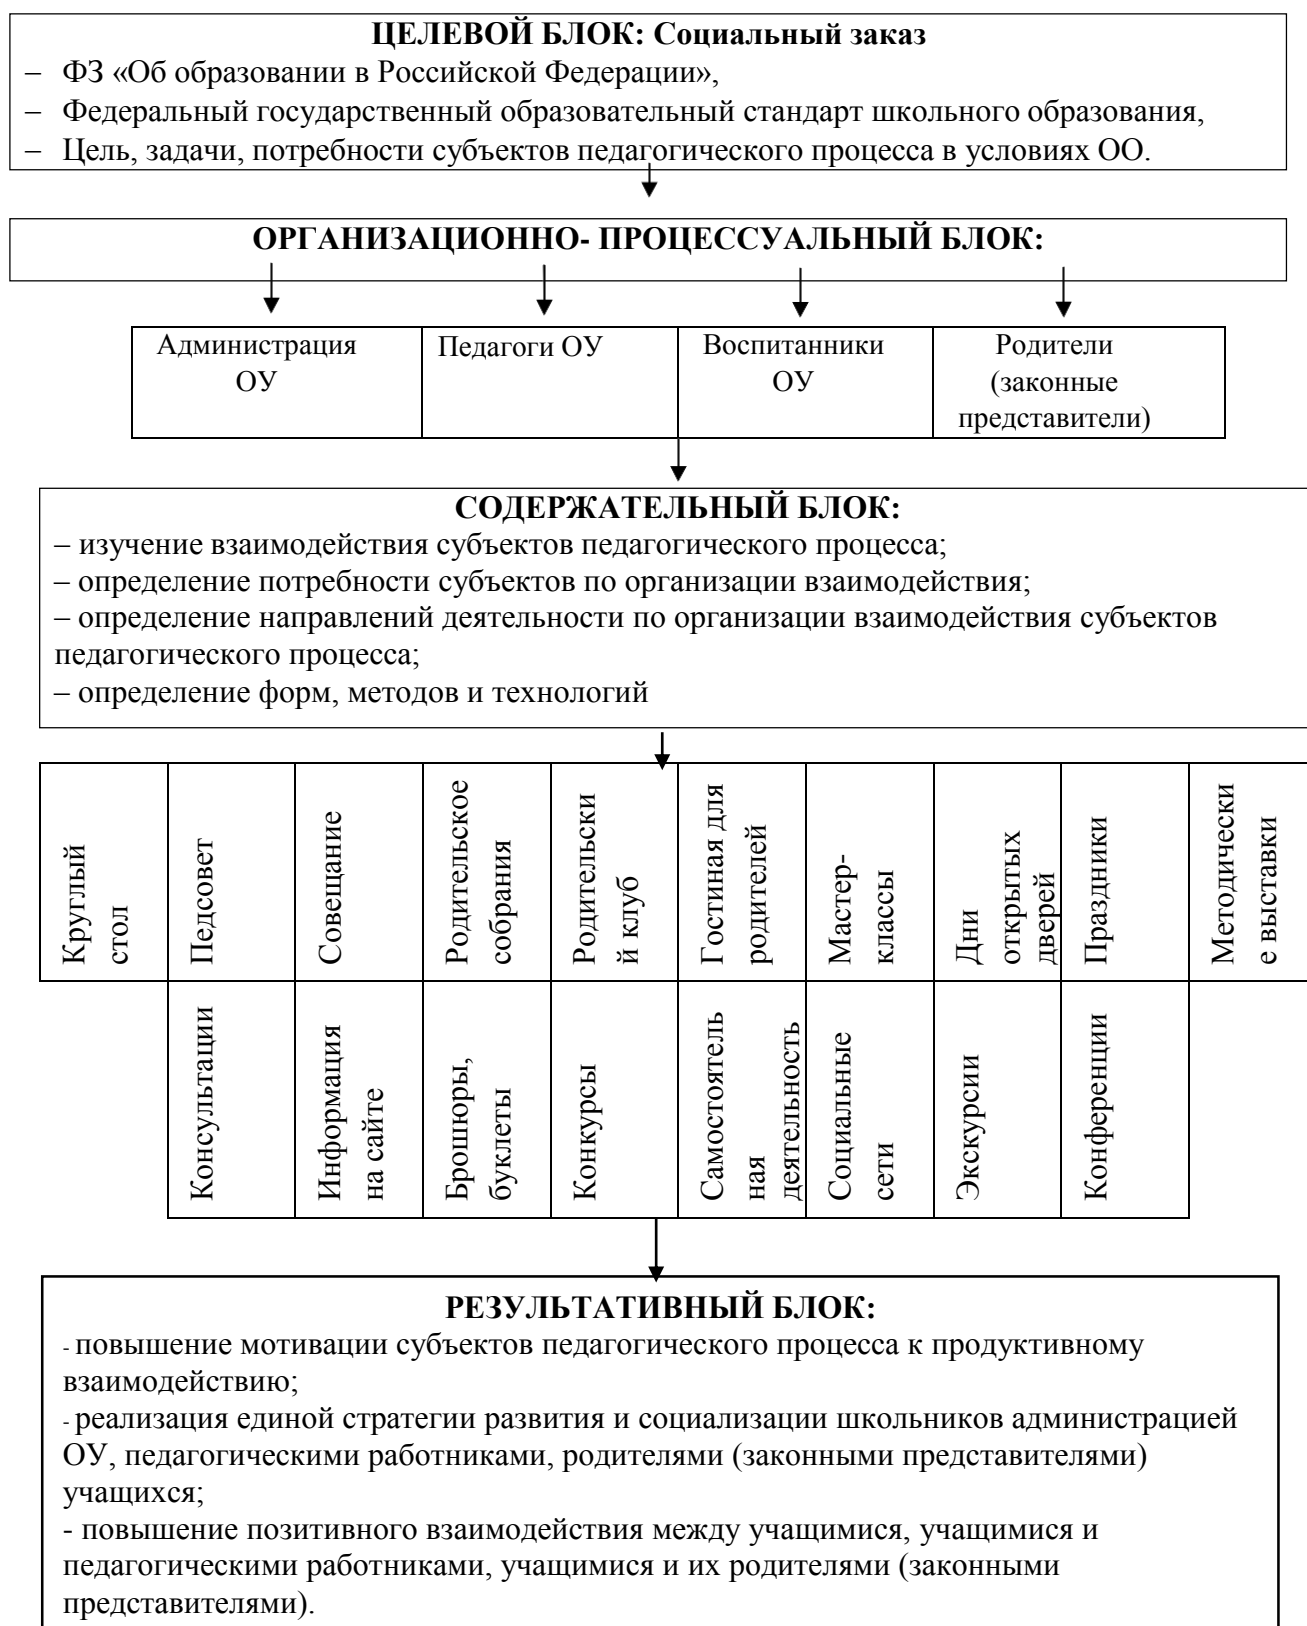 ЦЕЛЕВОЙ БЛОК: Социальный заказ
– ФЗ «Об образовании в Российской Федерации»,
– Федеральный государственный образовательный стандарт школьного образования,
– Цель, задачи, потребности субъектов педагогического процесса в условиях ОО.
ОРГАНИЗАЦИОННО- ПРОЦЕССУАЛЬНЫЙ БЛОК:
Администрация
ОУ
Педагоги ОУ
Воспитанники
ОУ
Родители
(законные
представители)
СОДЕРЖАТЕЛЬНЫЙ БЛОК:
– изучение взаимодействия субъектов педагогического процесса;
– определение потребности субъектов по организации взаимодействия;
– определение направлений деятельности по организации взаимодействия субъектов
педагогического процесса;
– определение форм, методов и технологий
Круглый
стол
Педсовет
Совещание
Родительское
собрания
Родительски
й клуб
Гостиная для
родителей
Мастер-
классы
Дни
открытых
дверей
Праздники
Методически
е выставки
Консультации
Информация
на сайте
Брошюры,
буклеты
Конкурсы
Самостоятель
ная
деятельность
Социальные
сети
Экскурсии
Конференции
РЕЗУЛЬТАТИВНЫЙ БЛОК:
- повышение мотивации субъектов педагогического процесса к продуктивному
взаимодействию;
- реализация единой стратегии развития и социализации школьников администрацией
ОУ, педагогическими работниками, родителями (законными представителями)
учащихся;
- повышение позитивного взаимодействия между учащимися, учащимися и
педагогическими работниками, учащимися и их родителями (законными
представителями).